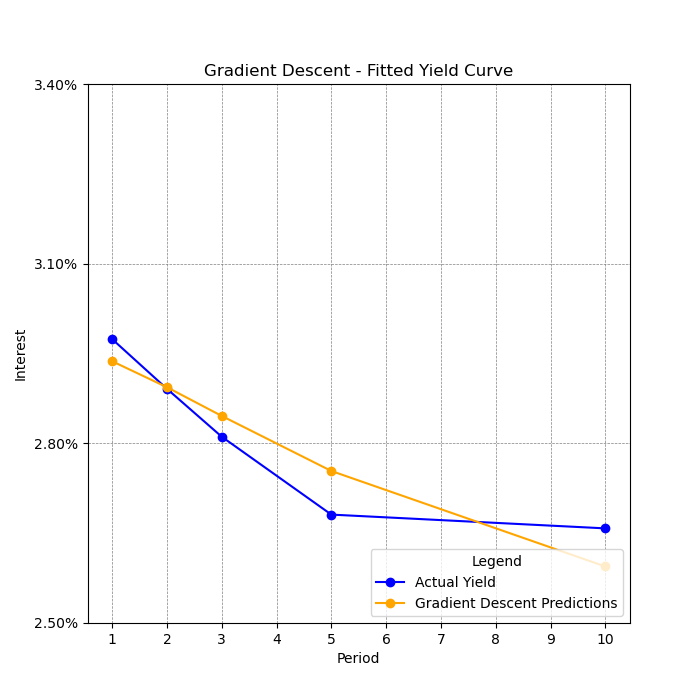 Gradient Descent - Fitted Yield Curve
3.40%
3.10%
2.80%
2.50%
Interest
Legend
Actual Yield
Gradient Descent Predictions
1 2 3 4 5 6 7 8 9 10
Period